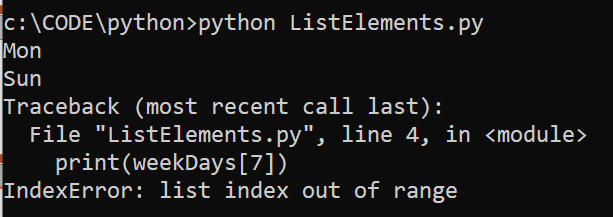 c:\CODE\python>python ListElements.py
Mon
Sun
Traceback (most recent call last):
  File "ListElements.py", line 4, in <module>
    print(weekDays[7])
IndexError: list index out of range